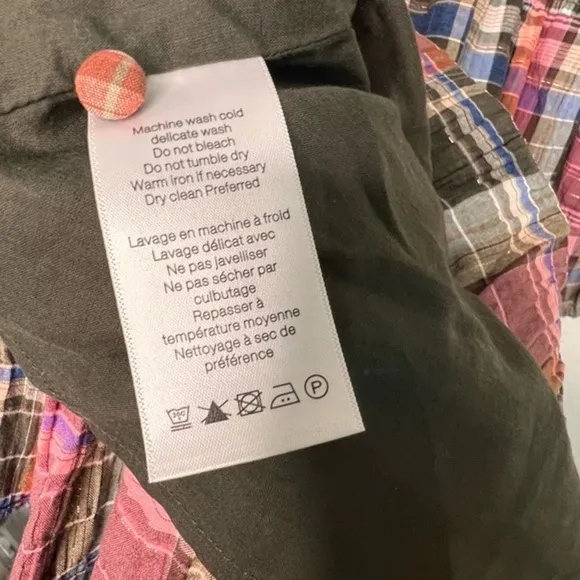 Machine wash cold
delicate wash
Do not bleach
Do not tumble dry
Warm iron if necessary
Dry clean Preferred
Lavage en machine à froid
Lavage délicat avec
Ne pas javelliser
Ne pas sécher par
culbutage
Repasser à
température moyenne
Nettoyage à sec de
préférence
P